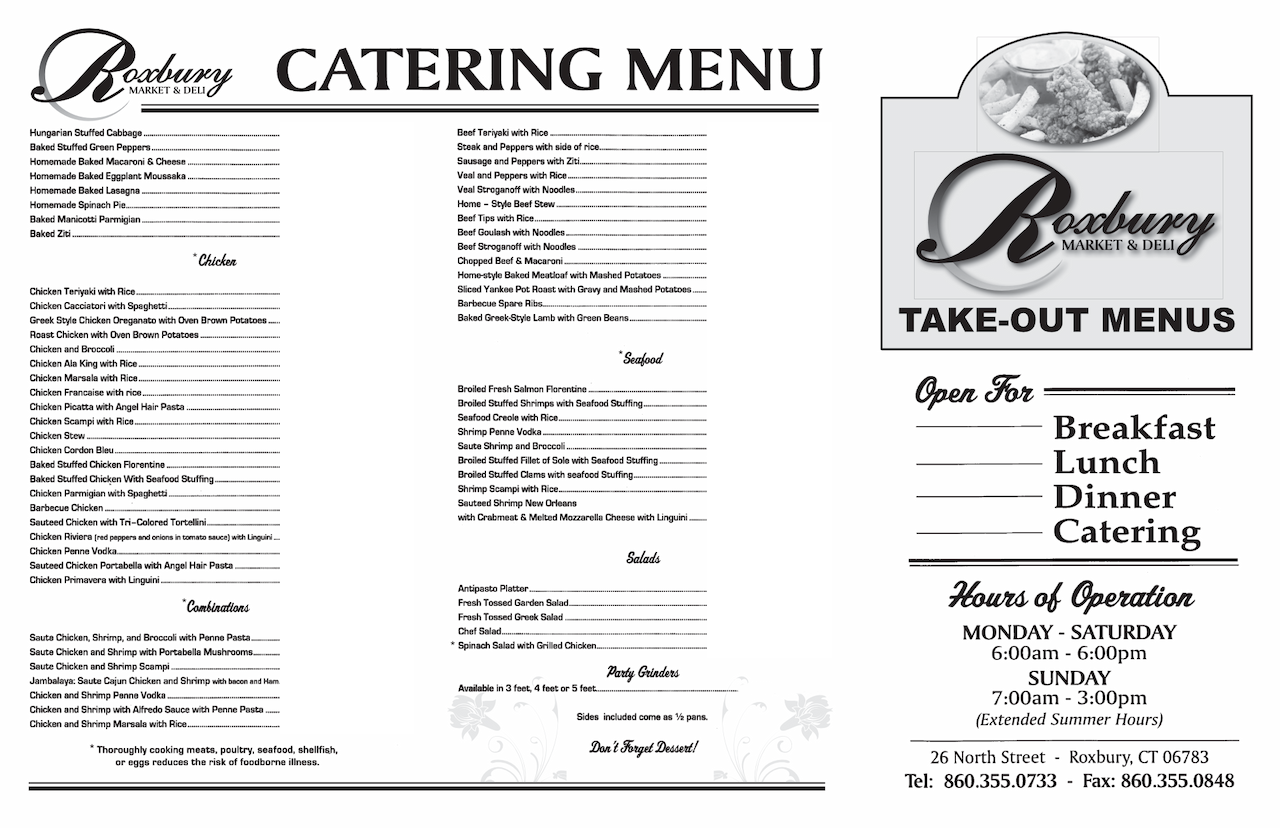 Roxbury
MARKET & DELI
CATERING MENU
Hungarian Stuffed Cabbage
Baked Stuffed Green Peppers
Homemade Baked Macaroni & Cheese
Homemade Baked Eggplant Moussaka
Homemade Baked Lasagna
Homemade Spinach Pie
Baked Manicotti Parmigian
Baked Ziti
*Chicken
Chicken Teriyaki with Rice
Chicken Cacciatori with Spaghetti
Greek Style Chicken Oreganato with Oven Brown Potatoes
Roast Chicken with Oven Brown Potatoes
Chicken and Broccoli
Chicken Ala King with Rice
Chicken Marsala with Rice
Chicken Francaise with rice
Chicken Picatta with Angel Hair Pasta
Chicken Scampi with Rice
Chicken Stew
Chicken Cordon Bleu
Baked Stuffed Chicken Florentine
Baked Stuffed Chicken With Seafood Stuffing
Chicken Parmigian with Spaghetti
Barbecue Chicken
Sauteed Chicken with Tri-Colored Tortellini
Chicken Riviera (red peppers and onions in tomato sauce) with Linguini
Chicken Penne Vodka
Sauteed Chicken Portabella with Angel Hair Pasta
Chicken Primavera with Linguini
*Combinations
Saute Chicken, Shrimp, and Broccoli with Penne Pasta
Saute Chicken and Shrimp with Portabella Mushrooms
Saute Chicken and Shrimp Scampi
Jambalaya: Saute Cajun Chicken and Shrimp with bacon and Ham
Chicken and Shrimp Penne Vodka
Chicken and Shrimp with Alfredo Sauce with Penne Pasta
Chicken and Shrimp Marsala with Rice
* Thoroughly cooking meats, poultry, seafood, shellfish,
or eggs reduces the risk of foodborne illness.
Beef Teriyaki with Rice
Steak and Peppers with side of rice
Sausage and Peppers with Ziti
Veal and Peppers with Rice
Veal Stroganoff with Noodles
Home – Style Beef Stew
Beef Tips with Rice
Beef Goulash with Noodles
Beef Stroganoff with Noodles
Chopped Beef & Macaroni
Home-style Baked Meatloaf with Mashed Potatoes
Sliced Yankee Pot Roast with Gravy and Mashed Potatoes
Barbecue Spare Ribs
Baked Greek-Style Lamb with Green Beans
*Seafood
Broiled Fresh Salmon Florentine
Broiled Stuffed Shrimps with Seafood Stuffing
Seafood Creole with Rice
Shrimp Penne Vodka
Saute Shrimp and Broccoli
Broiled Stuffed Fillet of Sole with Seafood Stuffing
Broiled Stuffed Clams with seafood Stuffing
Shrimp Scampi with Rice
Sauteed Shrimp New Orleans
with Crabmeat & Melted Mozzarella Cheese with Linguini
Salads
Antipasto Platter
Fresh Tossed Garden Salad
Fresh Tossed Greek Salad
Chef Salad
* Spinach Salad with Grilled Chicken
Party Grinders
Available in 3 feet, 4 feet or 5 feet
Sides included come as ½ pans.
Don't Forget Dessert!
Roxbury
MARKET & DELI
TAKE-OUT MENUS
Open For
Breakfast
Lunch
Dinner
Catering
Hours of Operation
MONDAY - SATURDAY
6:00am - 6:00pm
SUNDAY
7:00am - 3:00pm
(Extended Summer Hours)
26 North Street - Roxbury, CT 06783
Tel: 860.355.0733 - Fax: 860.355.0848